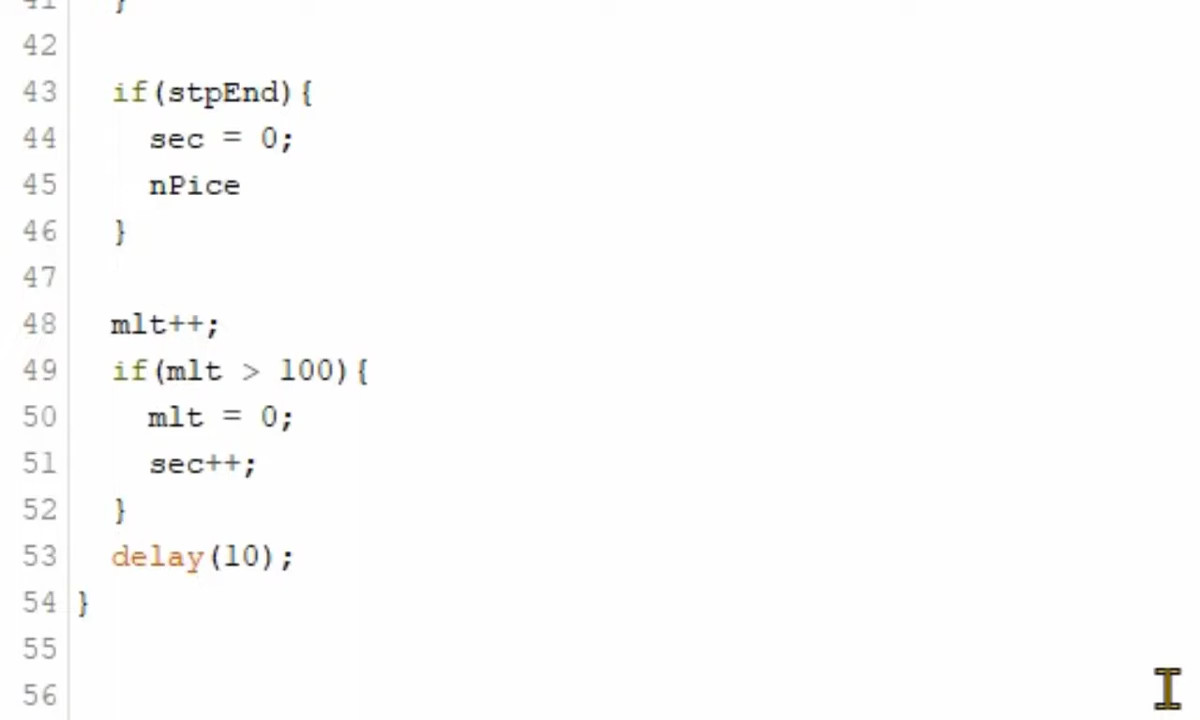 41 }
42
43 if(stpEnd){
44 sec = 0;
45 nPice
46 }
47
48 mlt++;
49 if(mlt > 100){
50 mlt = 0;
51 sec++;
52 }
53 delay(10);
54 }
55
56